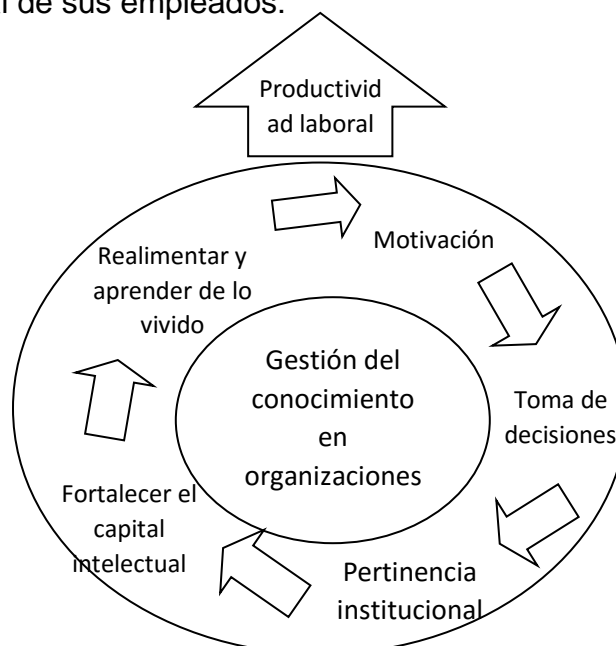 l de sus empleados.
Productivid
ad laboral
Motivación
Realimentar y
aprender de lo
vivido
Gestión del
conocimiento
en
organizaciones
Toma de
decisiones
Fortalecer el
capital
intelectual
Pertinencia
institucional